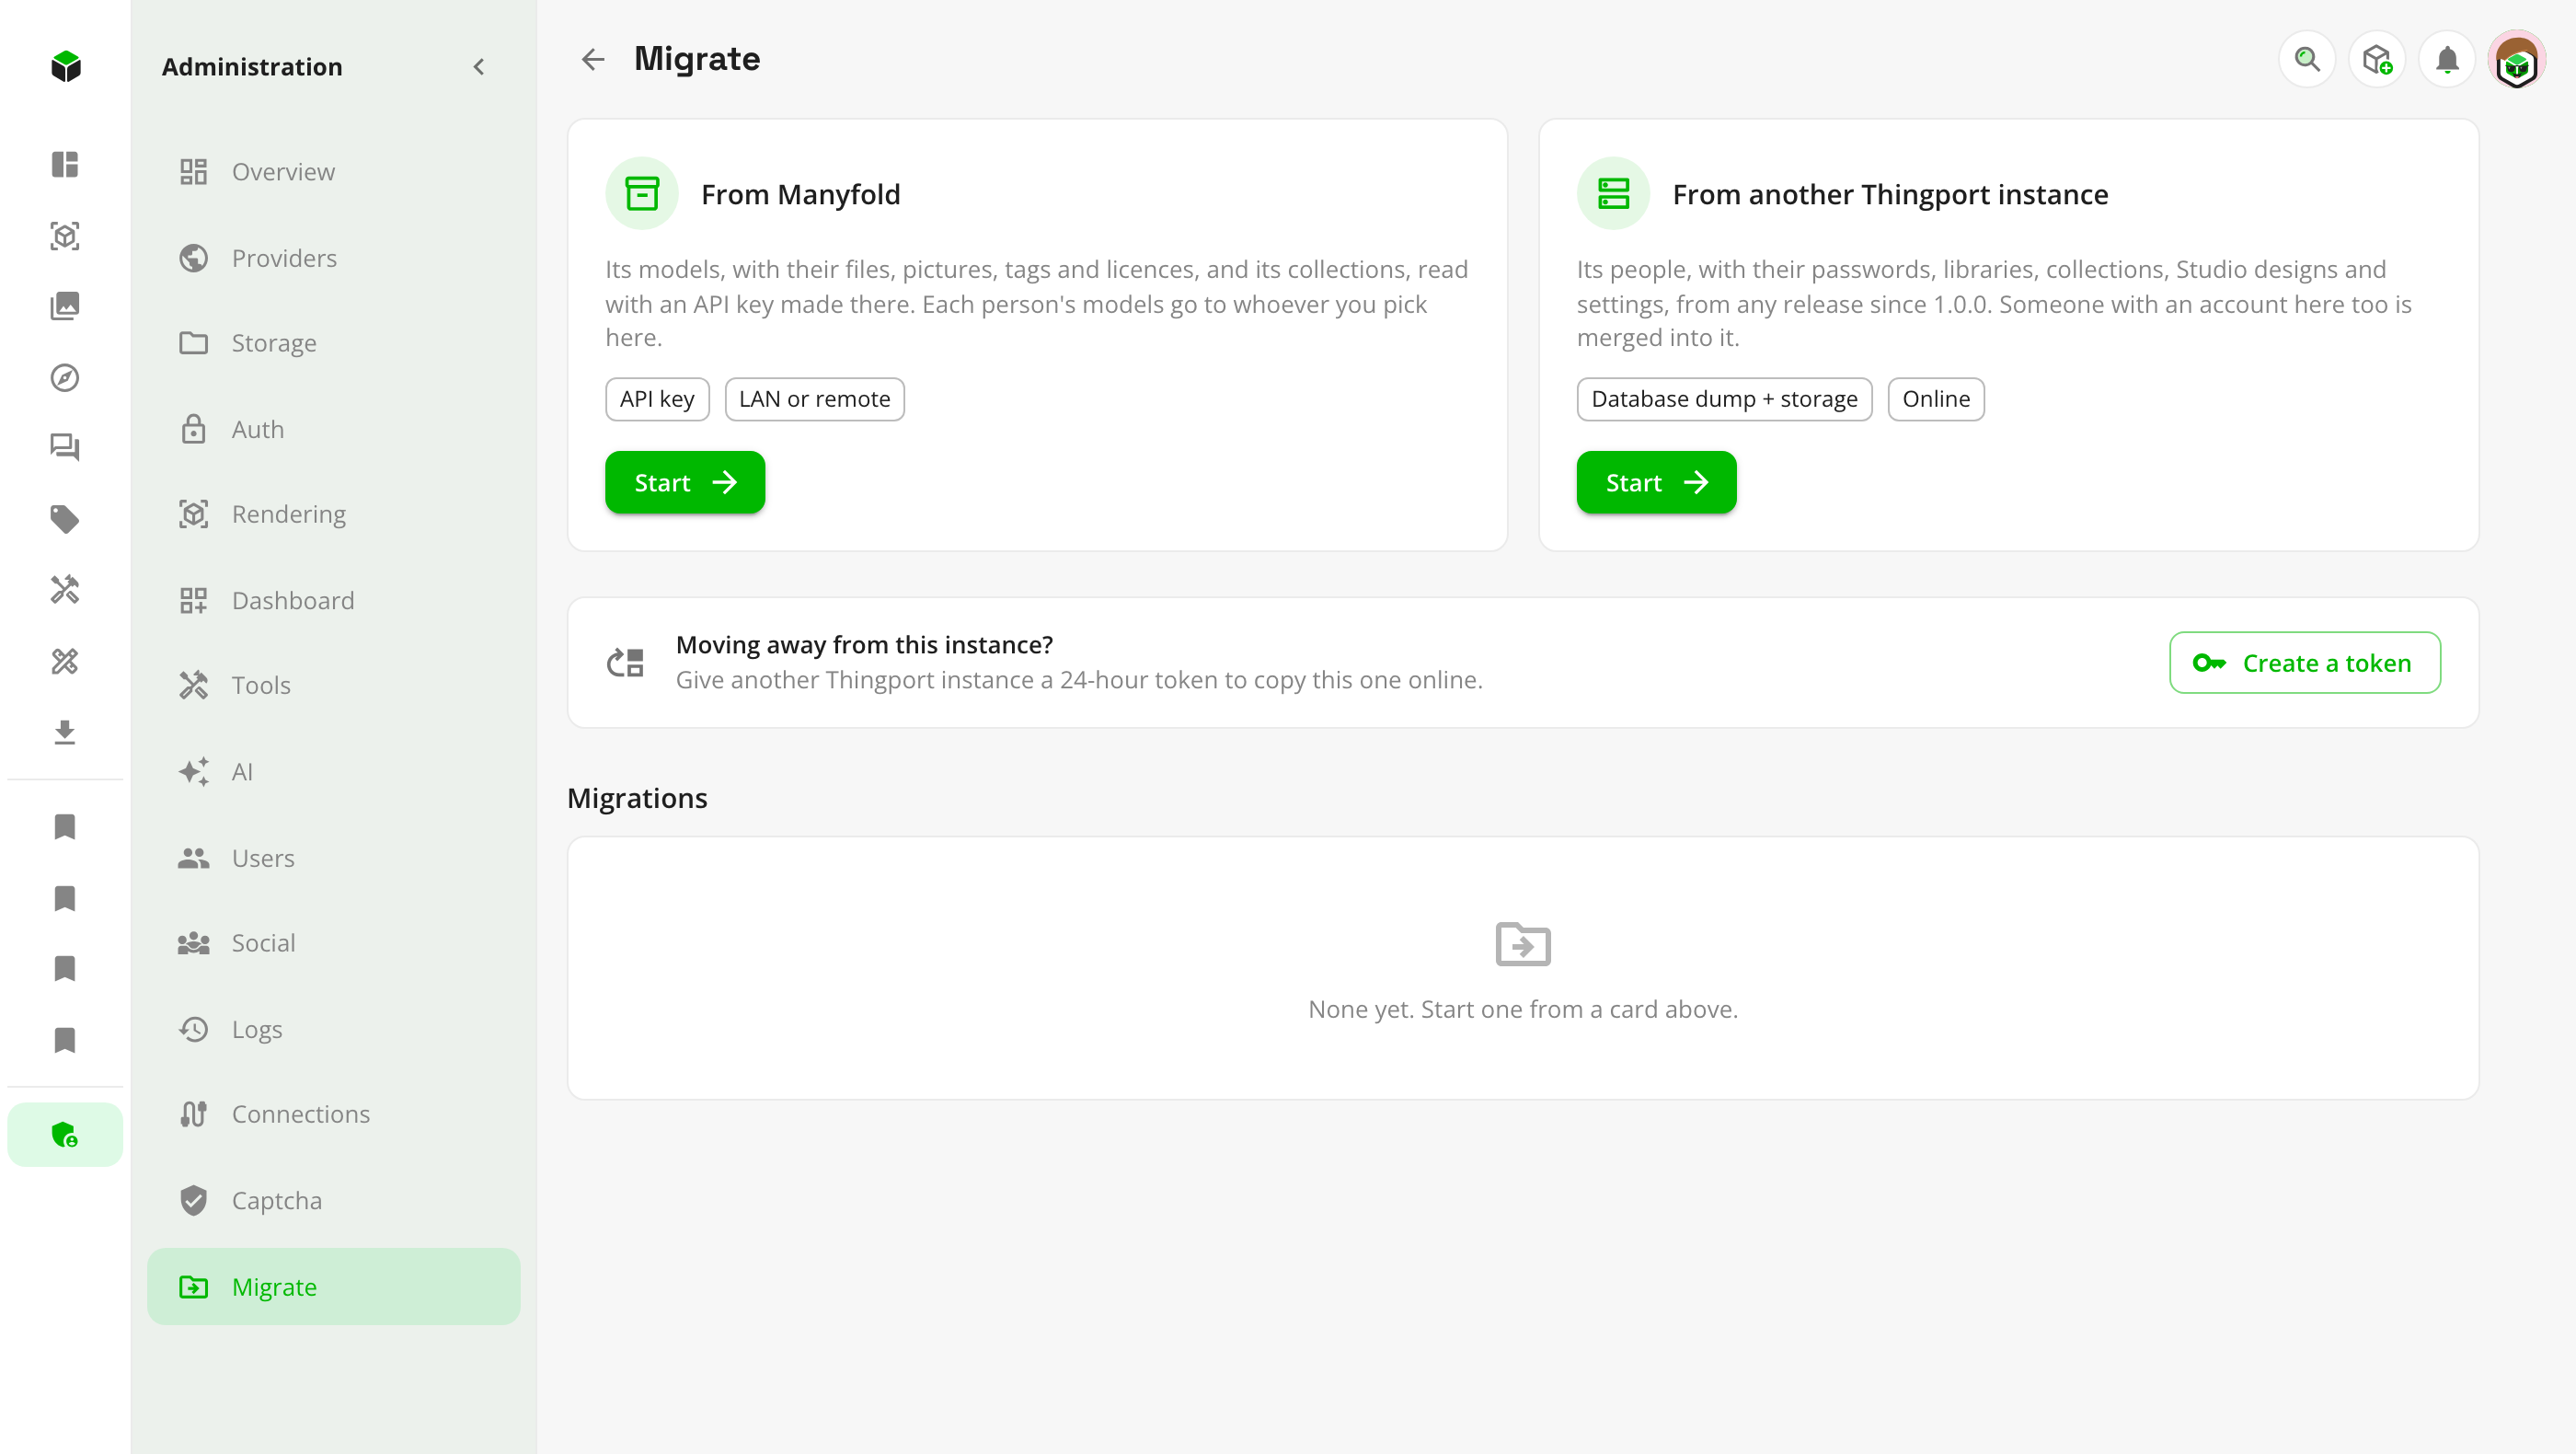 Administration
Overview
Providers
Storage
Auth
Rendering
Dashboard
Tools
AI
Users
Social
Logs
Connections
Captcha
Migrate
Migrate
From Manyfold
Its models, with their files, pictures, tags and licences, and its collections, read
with an API key made there. Each person's models go to whoever you pick
here.
API key
LAN or remote
Start
From another Thingport instance
Its people, with their passwords, libraries, collections, Studio designs and
settings, from any release since 1.0.0. Someone with an account here too is
merged into it.
Database dump + storage
Online
Start
Moving away from this instance?
Give another Thingport instance a 24-hour token to copy this one online.
Create a token
Migrations
None yet. Start one from a card above.